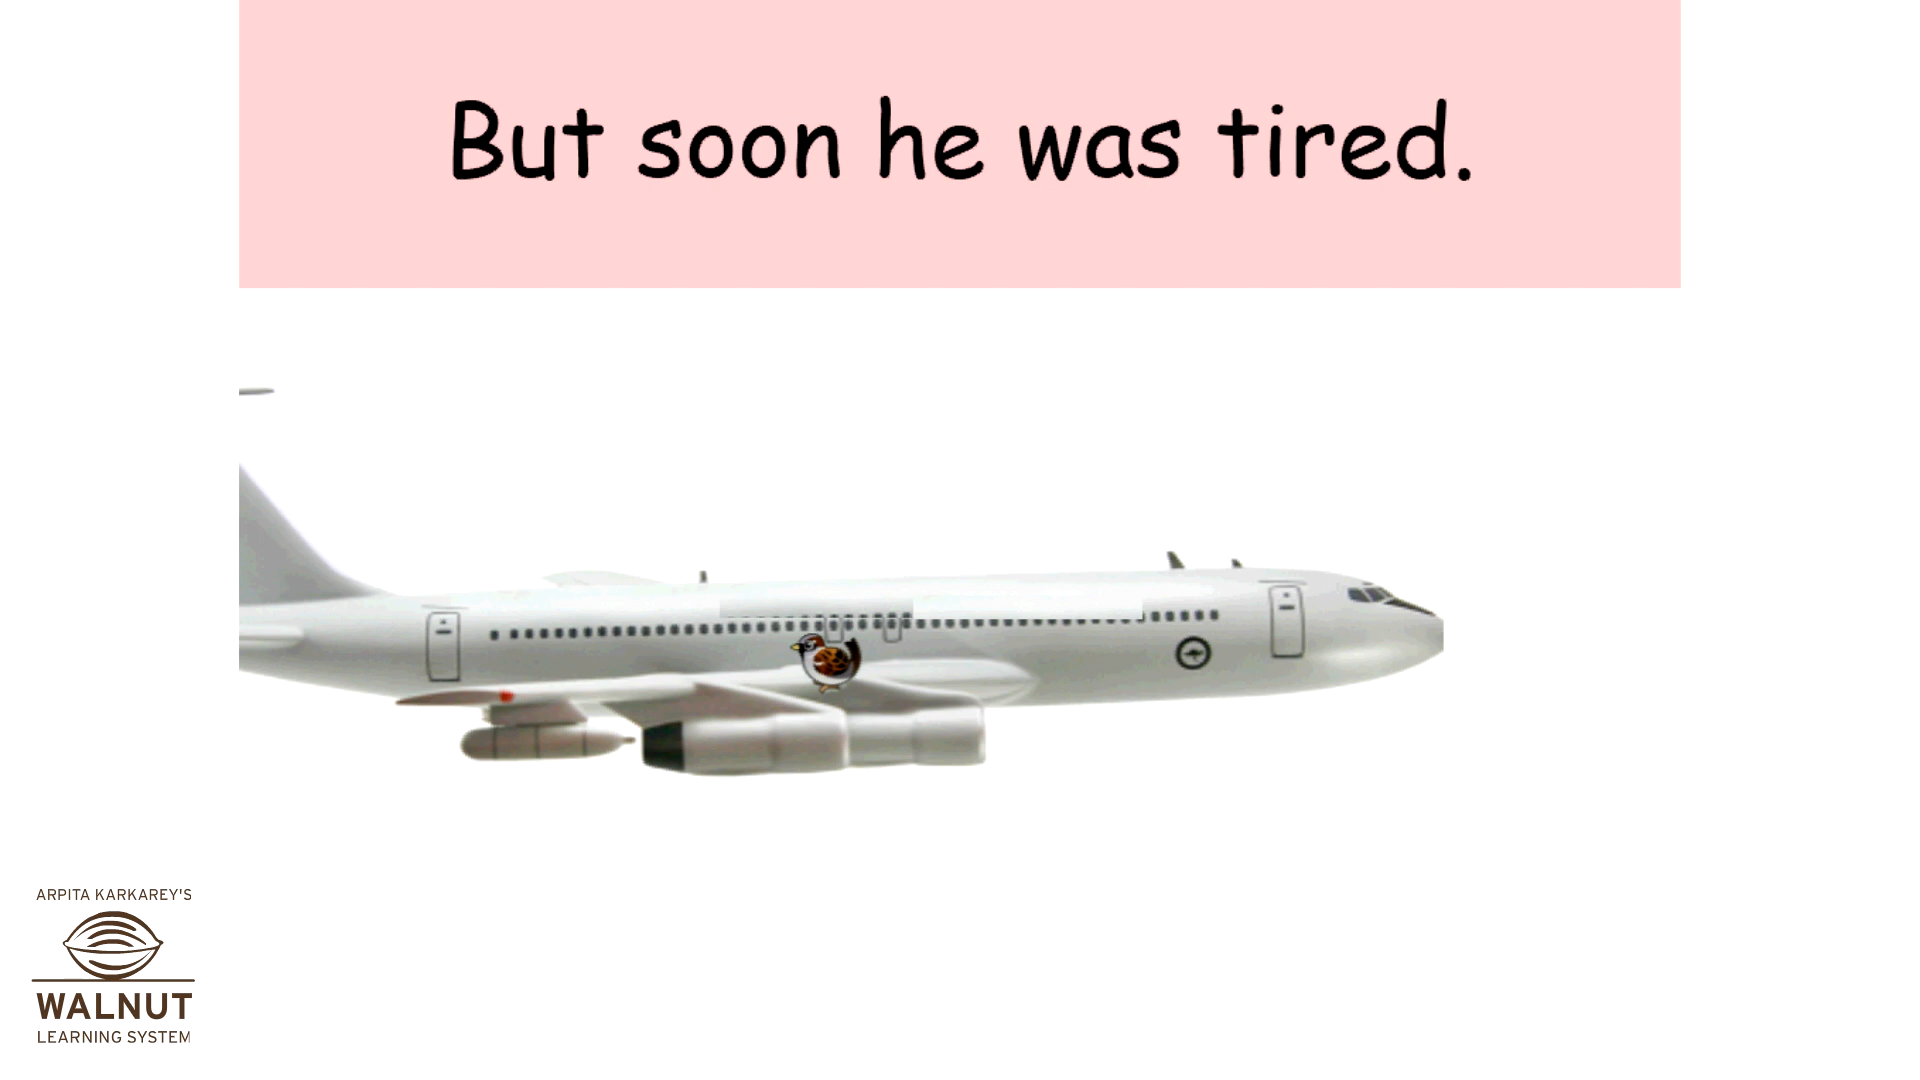 But soon he was tired.
ARPITA KARKAREY'S
WALNUT
LEARNING SYSTEM